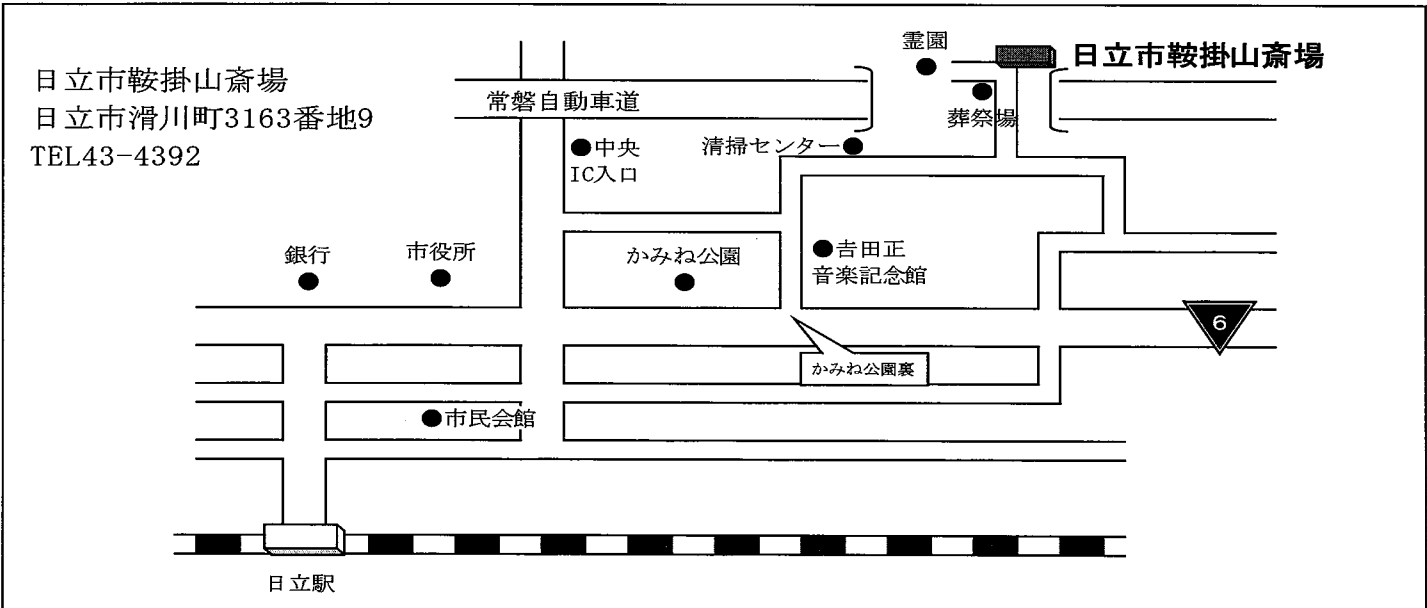 日立市鞍掛山斎場
日立市滑川町3163番地9
TEL43-4392
霊園
日立市鞍掛山斎場
常磐自動車道
葬祭場
清掃センター
中央
IC入口
銀行
市役所
かみね公園
吉田正
音楽記念館
6
かみね公園裏
市民会館
日立駅